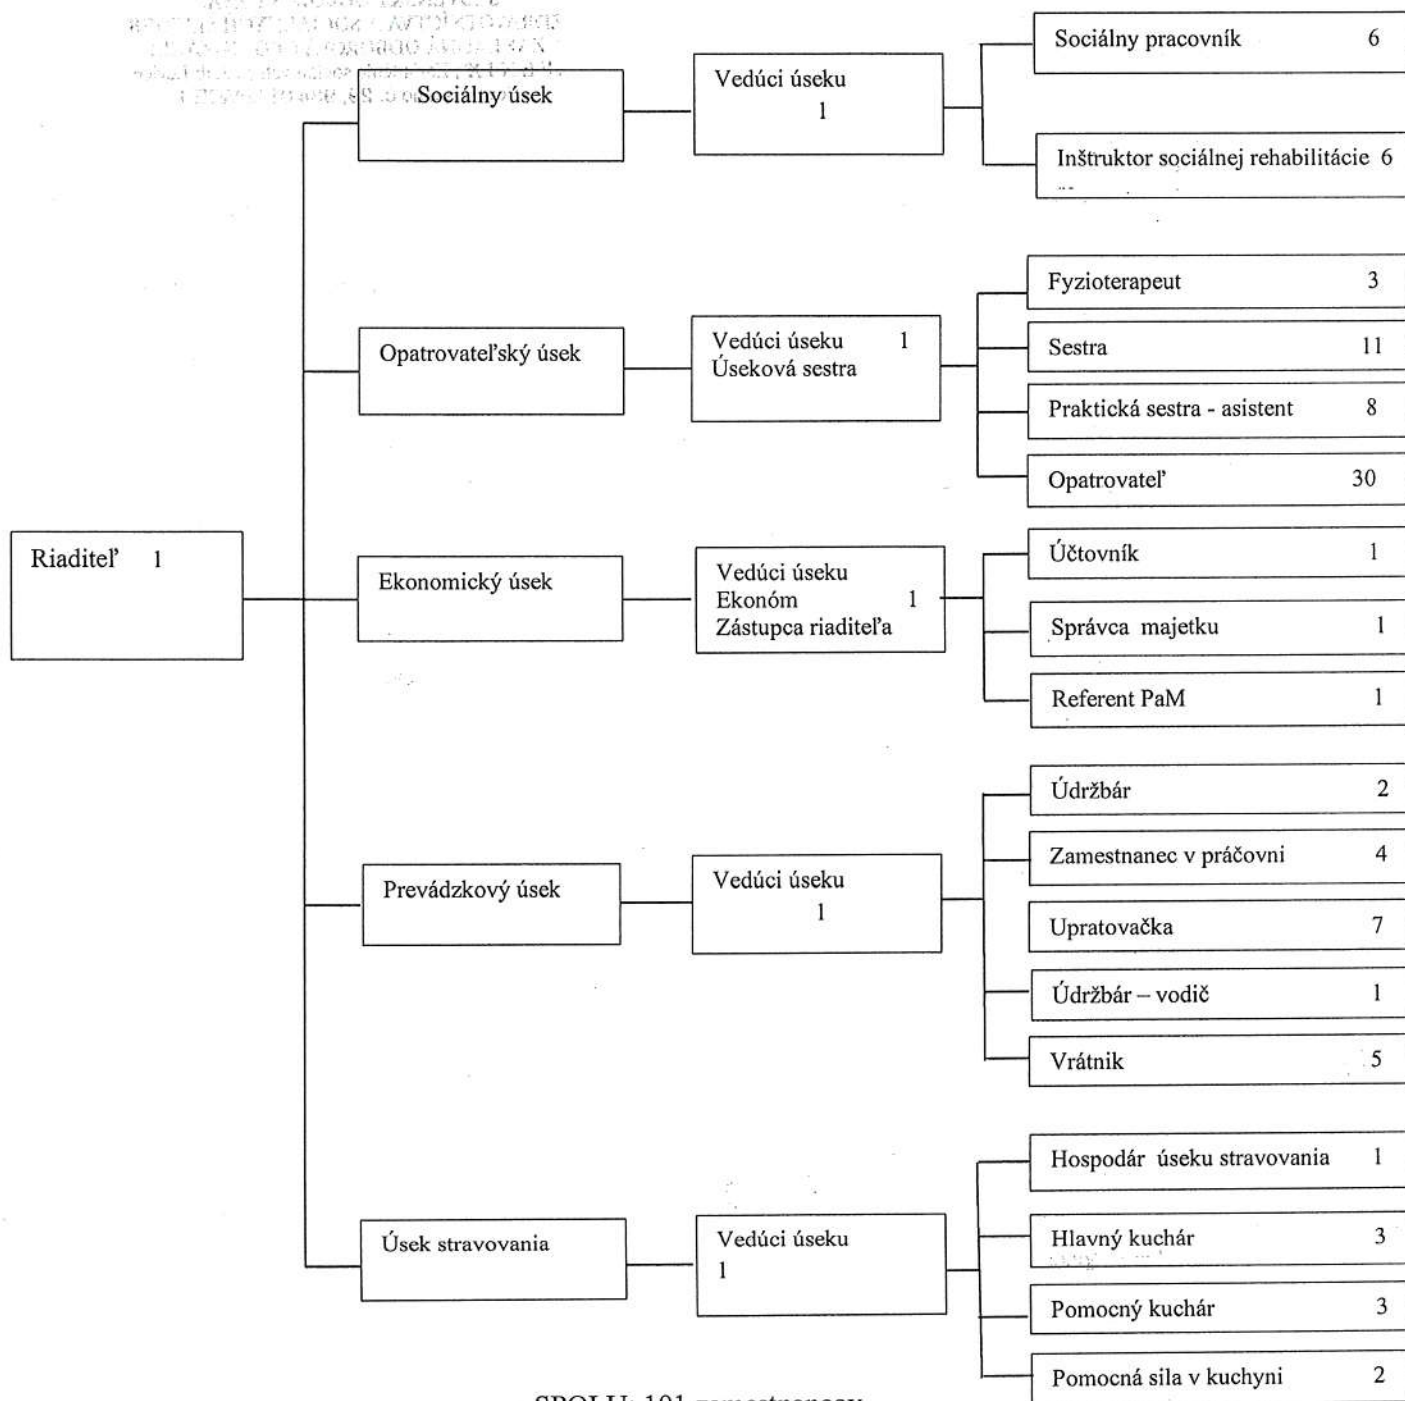 Sociálny úsek
Vedúci úseku
1
Sociálny pracovník 6
Inštruktor sociálnej rehabilitácie 6
Opatrovateľský úsek
Vedúci úseku 1
Úseková sestra
Fyzioterapeut 3
Sestra 11
Praktická sestra - asistent 8
Opatrovateľ 30
Riaditeľ 1
Ekonomický úsek
Vedúci úseku
Ekonóm 1
Zástupca riaditeľa
Účtovník 1
Správca majetku 1
Referent PaM 1
Prevádzkový úsek
Vedúci úseku
1
Údržbár 2
Zamestnanec v práčovni 4
Upratovačka 7
Údržbár – vodič 1
Vrátnik 5
Úsek stravovania
Vedúci úseku
1
Hospodár úseku stravovania 1
Hlavný kuchár 3
Pomocný kuchár 3
Pomocná sila v kuchyni 2
SPOLU: 101 zamestnancov